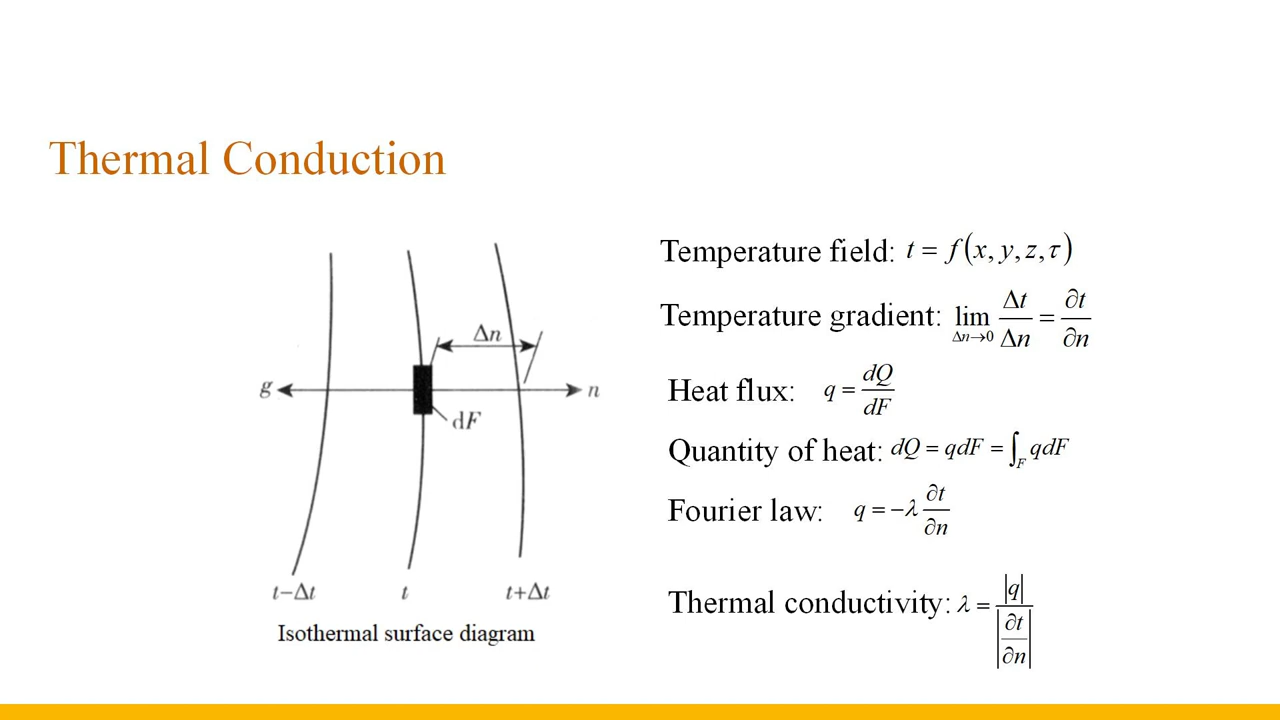 Thermal Conduction
Δn
g
n
dF
t−Δt
t
t+Δt
Isothermal surface diagram
Temperature field: t = f(x, y, z, τ)
Temperature gradient: lim Δn→0 Δt/Δn = ∂t/∂n
Heat flux: q = dQ/dF
Quantity of heat: dQ = qdF = ∫_F qdF
Fourier law: q = −λ ∂t/∂n
Thermal conductivity: λ = |q|/|∂t/∂n|